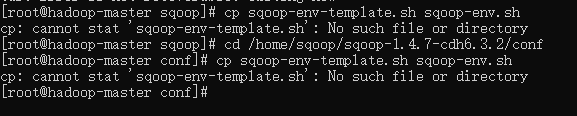 [root@hadoop-master sqoop]# cp sqoop-env-template.sh sqoop-env.sh
cp: cannot stat 'sqoop-env-template.sh': No such file or directory
[root@hadoop-master sqoop]# cd /home/sqoop/sqoop-1.4.7-cdh6.3.2/conf
[root@hadoop-master conf]# cp sqoop-env-template.sh sqoop-env.sh
cp: cannot stat 'sqoop-env-template.sh': No such file or directory
[root@hadoop-master conf]#